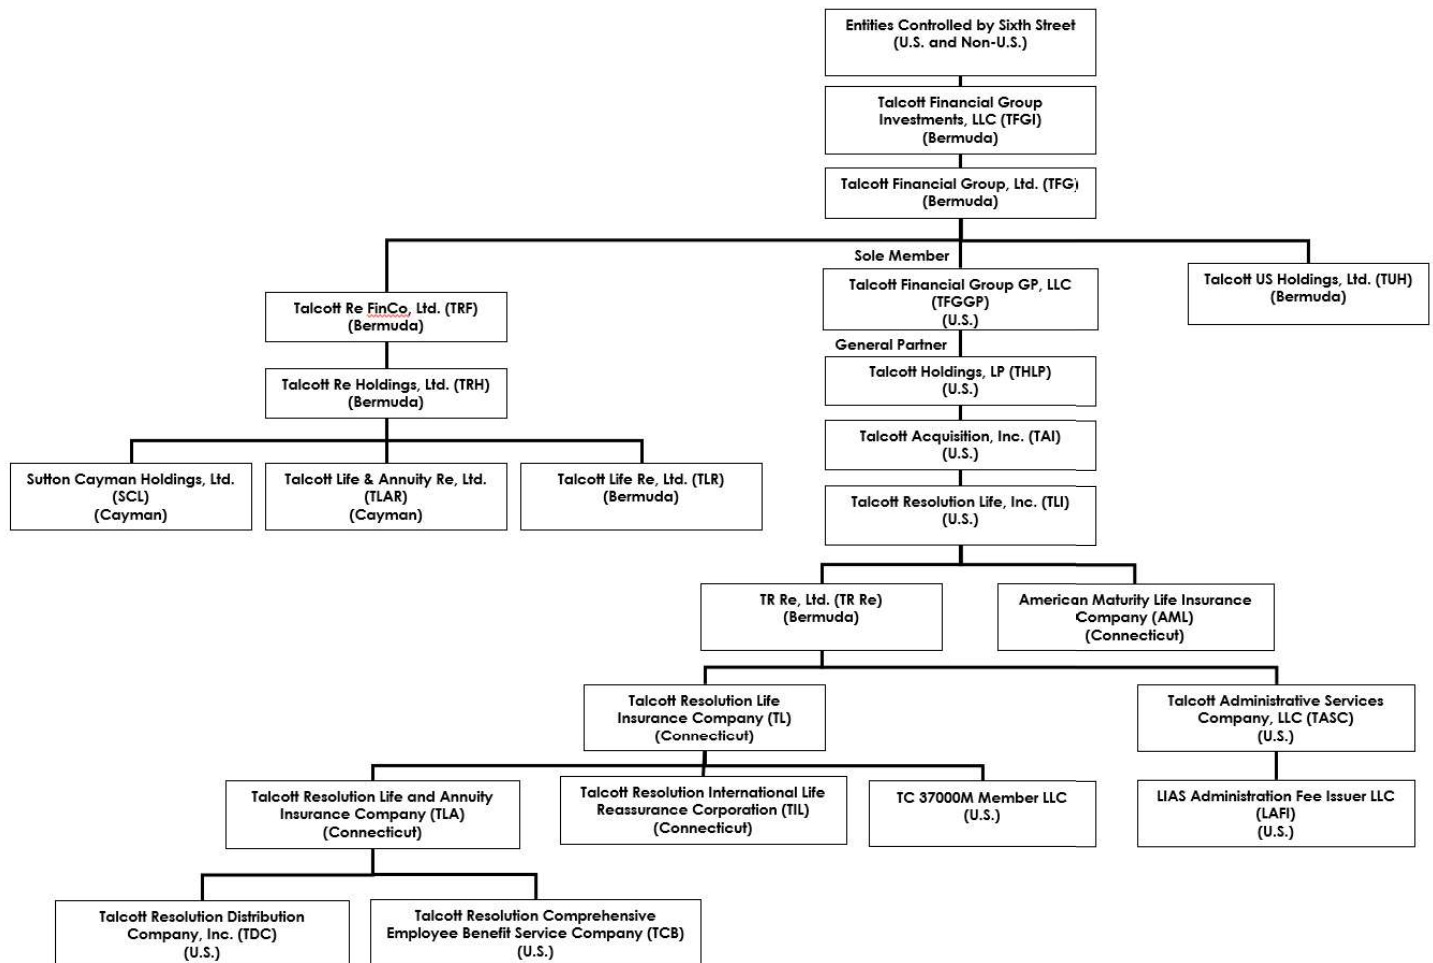 Entities Controlled by Sixth Street
(U.S. and Non-U.S.)
Talcott Financial Group
Investments, LLC (TFGI)
(Bermuda)
Talcott Financial Group, Ltd. (TFG)
(Bermuda)
Sole Member
Talcott Re FinCo, Ltd. (TRF)
(Bermuda)
Talcott Financial Group GP, LLC
(TFGGP)
(U.S.)
Talcott US Holdings, Ltd. (TUH)
(Bermuda)
General Partner
Talcott Re Holdings, Ltd. (TRH)
(Bermuda)
Talcott Holdings, LP (THLP)
(U.S.)
Talcott Acquisition, Inc. (TAI)
(U.S.)
Sutton Cayman Holdings, Ltd.
(SCL)
(Cayman)
Talcott Life & Annuity Re, Ltd.
(TLAR)
(Cayman)
Talcott Life Re, Ltd. (TLR)
(Bermuda)
Talcott Resolution Life, Inc. (TLI)
(U.S.)
TR Re, Ltd. (TR Re)
(Bermuda)
American Maturity Life Insurance
Company (AML)
(Connecticut)
Talcott Resolution Life
Insurance Company (TL)
(Connecticut)
Talcott Administrative Services
Company, LLC (TASC)
(U.S.)
Talcott Resolution Life and Annuity
Insurance Company (TLA)
(Connecticut)
Talcott Resolution International Life
Reassurance Corporation (TIL)
(Connecticut)
TC 37000M Member LLC
(U.S.)
LIAS Administration Fee Issuer LLC
(LAFI)
(U.S.)
Talcott Resolution Distribution
Company, Inc. (TDC)
(U.S.)
Talcott Resolution Comprehensive
Employee Benefit Service Company (TCB)
(U.S.)